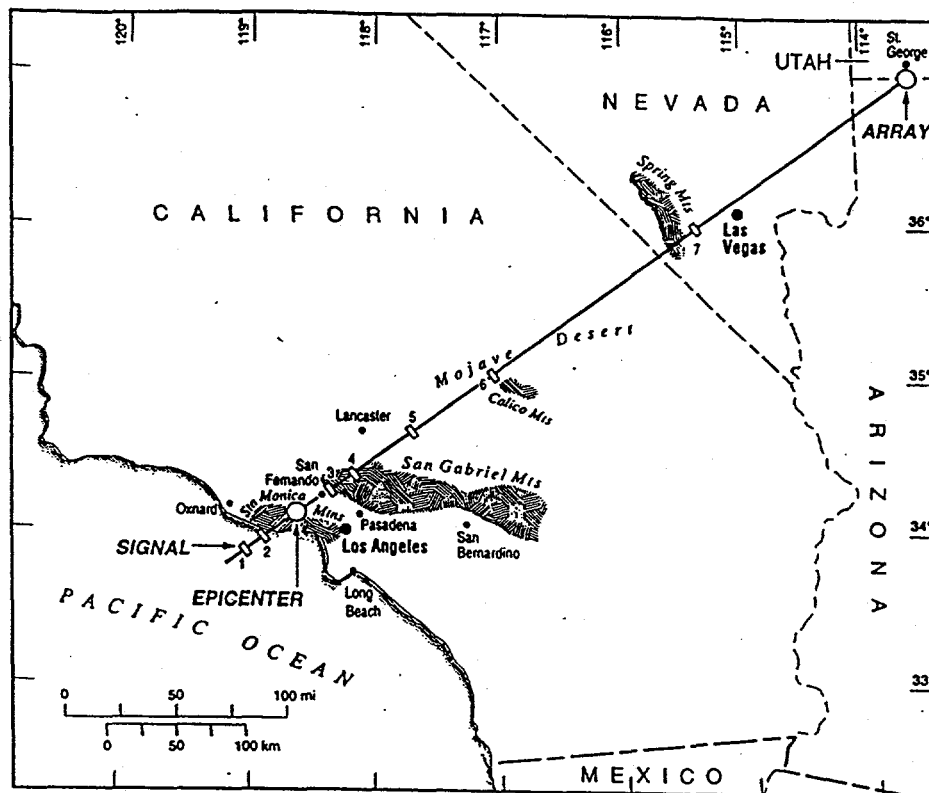 120°
119°
118°
117°
116°
115°
114°
St.
George
UTAH
NEVADA
ARRAY
Spring Mts
CALIFORNIA
36°
Las
Vegas
7
Mojave Desert
35°
6
Calico Mts
Lancaster
5
ARIZONA
San
Fernando
3
4
San Gabriel Mts
Oxnard
Sta Monica Mtns
Pasadena
San
Bernardino
34°
Los Angeles
SIGNAL
1
2
EPICENTER
Long
Beach
PACIFIC OCEAN
33°
0 50 100 mi
0 50 100 km
MEXICO